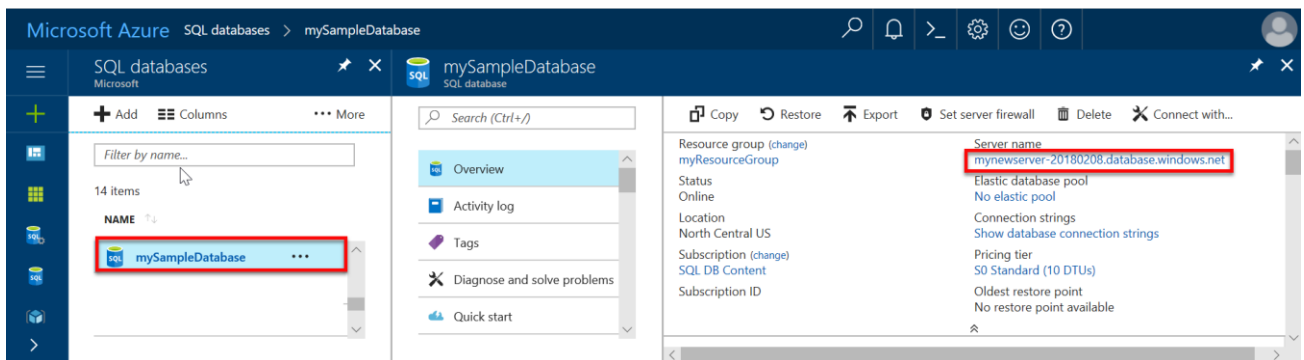 Microsoft Azure SQL databases > mySampleDatabase
SQL databases
Microsoft
+ Add Columns ••• More
Filter by name...
14 items
NAME ↑↓
SQL mySampleDatabase •••
SQL mySampleDatabase
SQL database
Search (Ctrl+/)
Overview
Activity log
Tags
Diagnose and solve problems
Quick start
Copy Restore Export Set server firewall Delete Connect with...
Resource group (change)
myResourceGroup
Status
Online
Location
North Central US
Subscription (change)
SQL DB Content
Subscription ID
Server name
mynewserver-20180208.database.windows.net
Elastic database pool
No elastic pool
Connection strings
Show database connection strings
Pricing tier
S0 Standard (10 DTUs)
Oldest restore point
No restore point available